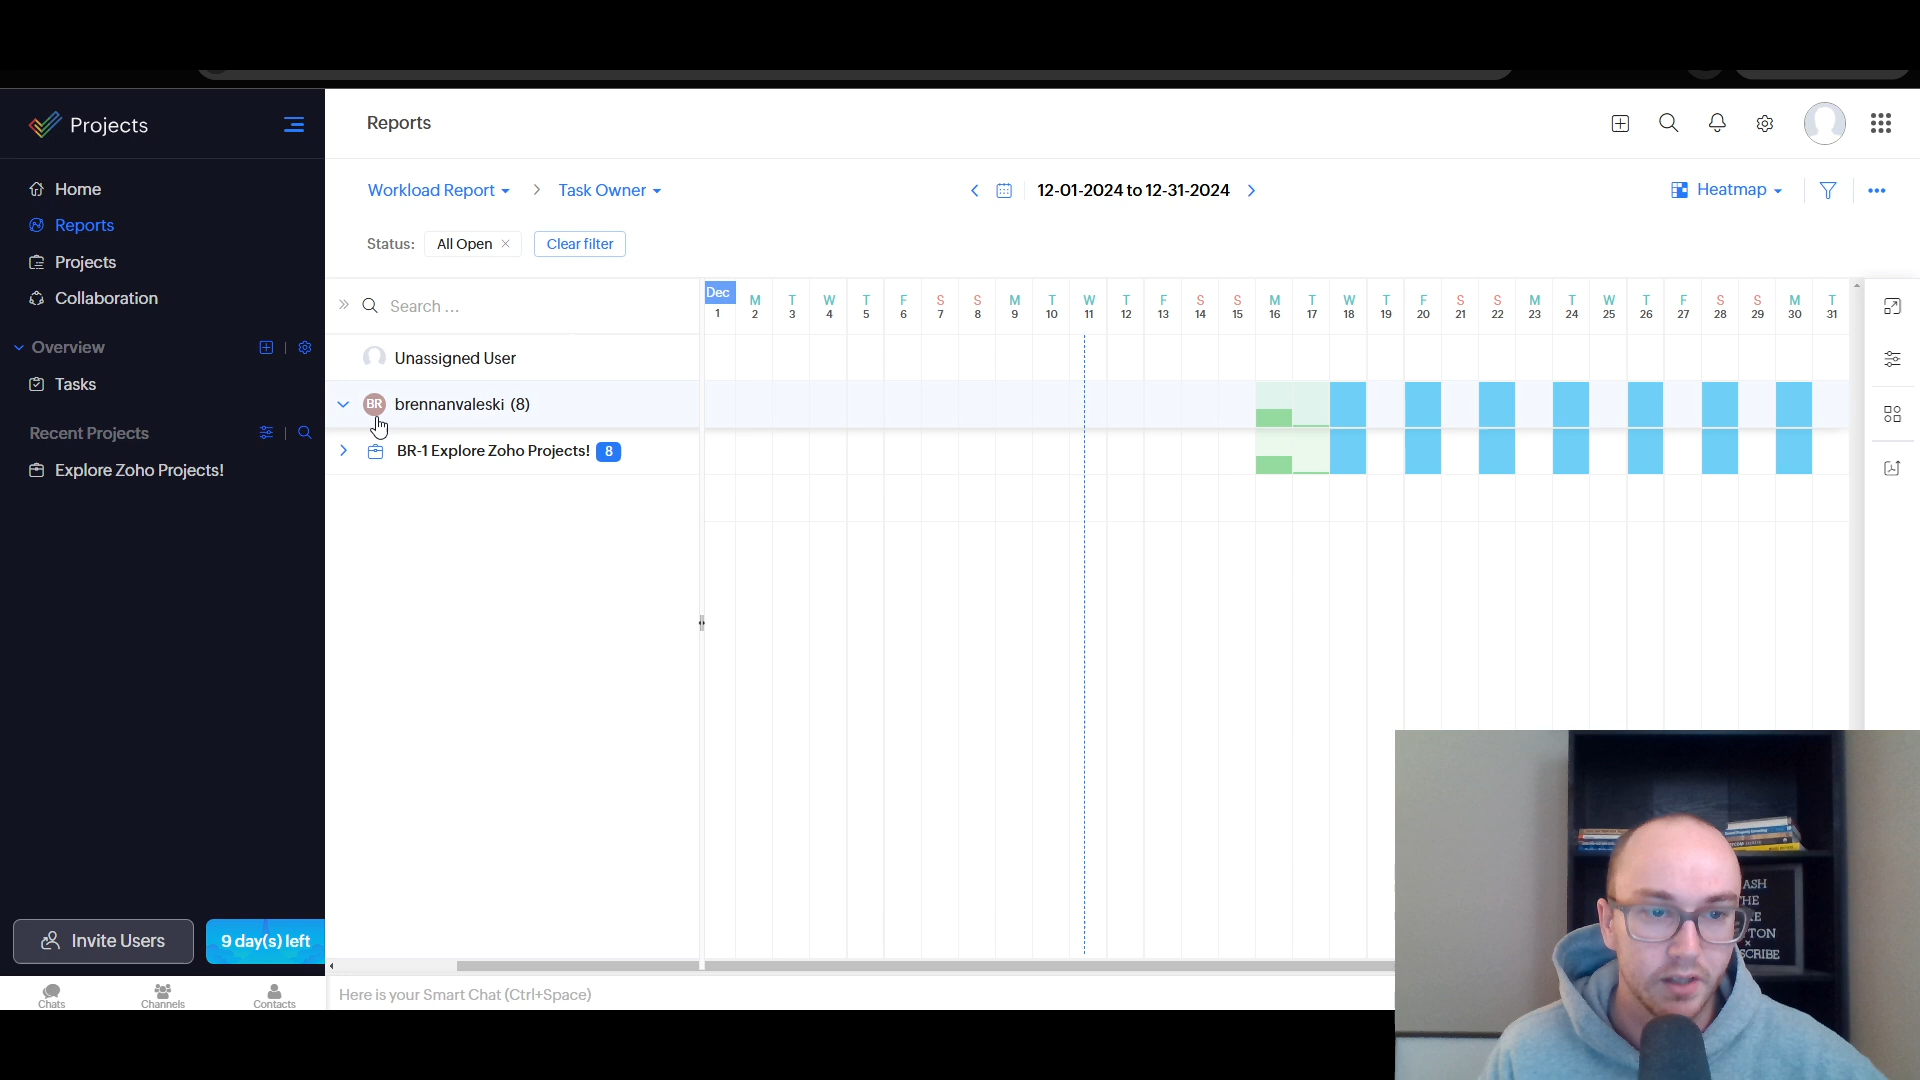 Projects
Reports
Home
Reports
Projects
Collaboration
Overview
Tasks
Recent Projects
Explore Zoho Projects!
Invite Users
9 day(s) left
Chats
Channels
Contacts
Workload Report > Task Owner
12-01-2024 to 12-31-2024
Heatmap
Status: All Open × Clear filter
Search ...
Dec M T W T F S S M T W T F S S M T W T F S S M T W T F S S M T
1 2 3 4 5 6 7 8 9 10 11 12 13 14 15 16 17 18 19 20 21 22 23 24 25 26 27 28 29 30 31
Unassigned User
BR brennanvaleski (8)
BR-1 Explore Zoho Projects! 8
Here is your Smart Chat (Ctrl+Space)